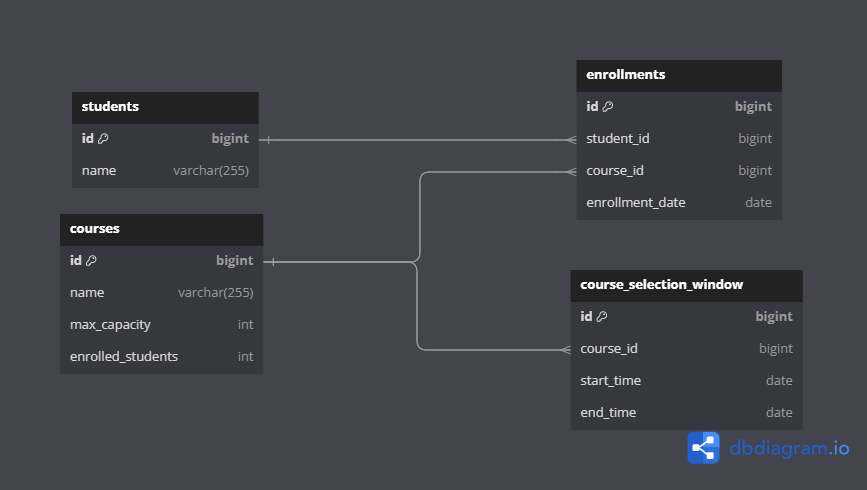 students
id bigint
name varchar(255)
courses
id bigint
name varchar(255)
max_capacity int
enrolled_students int
enrollments
id bigint
student_id bigint
course_id bigint
enrollment_date date
course_selection_window
id bigint
course_id bigint
start_time date
end_time date
dbdiagram.io